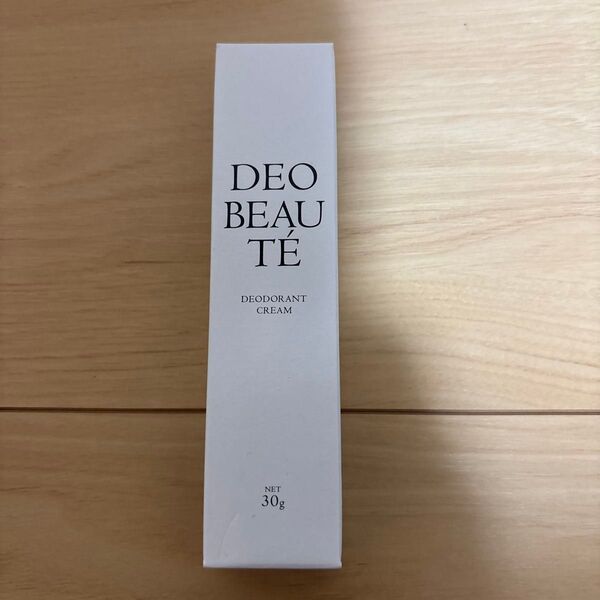 DEO
BEAU
TÉ
DEODORANT
CREAM
NET
30g